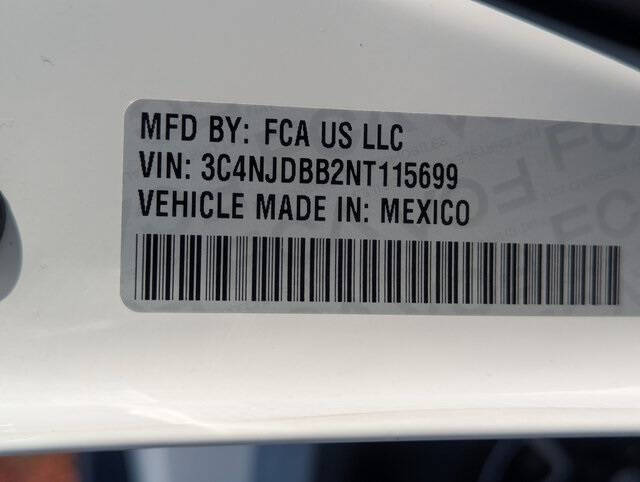 MFD BY: FCA US LLC
VIN: 3C4NJDBB2NT115699
VEHICLE MADE IN: MEXICO